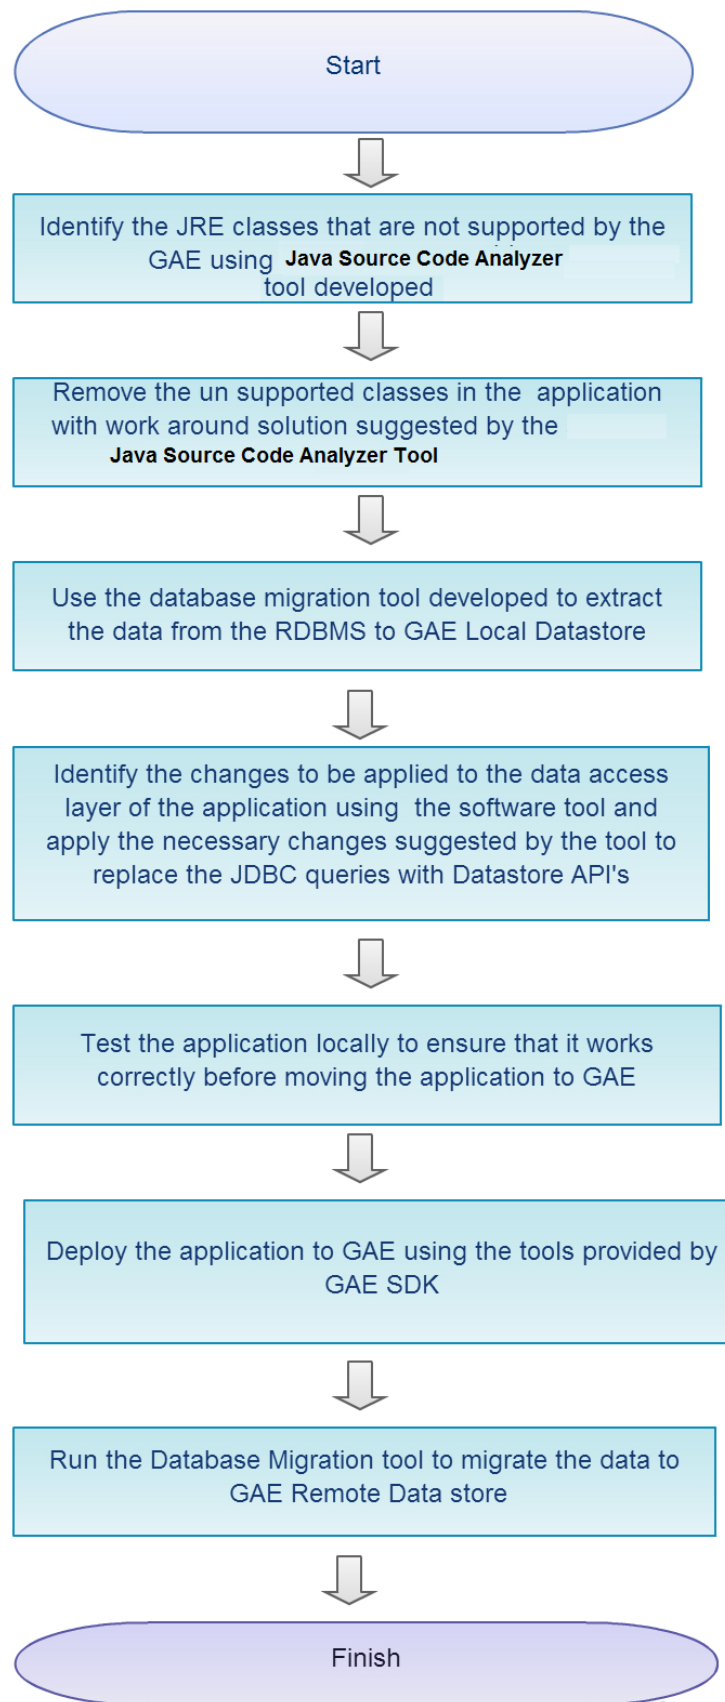 Start
Identify the JRE classes that are not supported by the
GAE using Java Source Code Analyzer
tool developed
Remove the un supported classes in the application
with work around solution suggested by the
Java Source Code Analyzer Tool
Use the database migration tool developed to extract
the data from the RDBMS to GAE Local Datastore
Identify the changes to be applied to the data access
layer of the application using the software tool and
apply the necessary changes suggested by the tool to
replace the JDBC queries with Datastore API's
Test the application locally to ensure that it works
correctly before moving the application to GAE
Deploy the application to GAE using the tools provided by
GAE SDK
Run the Database Migration tool to migrate the data to
GAE Remote Data store
Finish